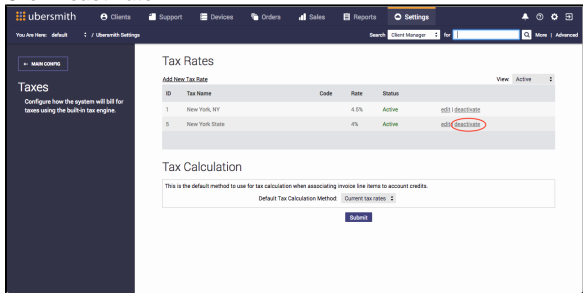 ubersmith Clients Support Devices Orders Sales Reports Settings
You Are Here: default / Ubersmith Settings Search Client Manager for More | Advanced
← MAIN CONFIG
Taxes
Configure how the system will bill for
taxes using the built-in tax engine.
Tax Rates
Add New Tax Rate View: Active
ID Tax Name Code Rate Status
1 New York, NY 4.5% Active edit | deactivate
5 New York State 4% Active edit | deactivate
Tax Calculation
This is the default method to use for tax calculation when associating invoice line items to account credits.
Default Tax Calculation Method: Current tax rates
Submit